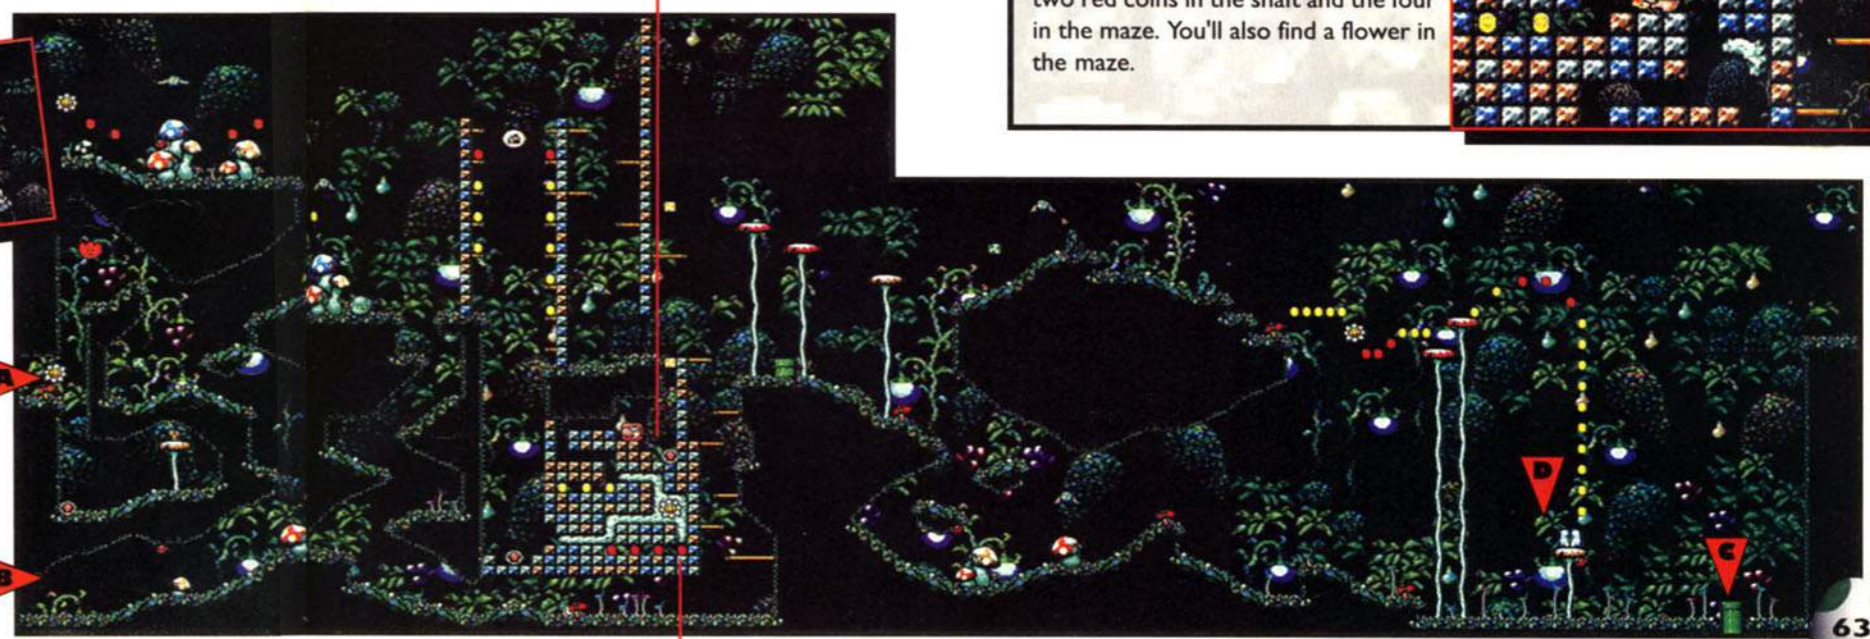 two red coins in the shaft and the four
in the maze. You'll also find a flower in
the maze.
A
B
D
C
63